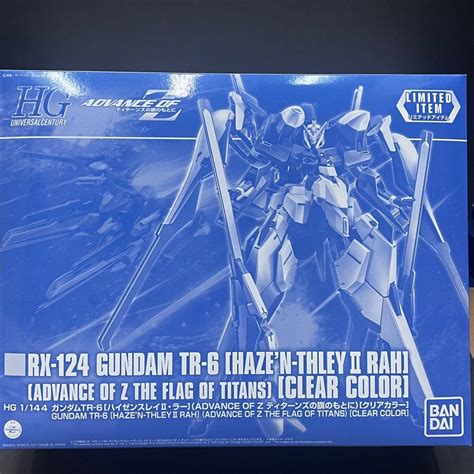 HG
UNIVERSAL CENTURY
ADVANCE OF Z
ティターンズの旗のもとに
LIMITED
ITEM
リミテッドアイテム
RX-124 GUNDAM TR-6 [HAZE'N-THLEY Ⅱ RAH]
(ADVANCE OF Z THE FLAG OF TITANS) [CLEAR COLOR]
HG 1/144 ガンダムTR-6[ハイゼンスレイⅡ・ラー](ADVANCE OF Z ティターンズの旗のもとに)[クリアカラー]
GUNDAM TR-6 [HAZE'N-THLEY Ⅱ RAH] (ADVANCE OF Z THE FLAG OF TITANS) [CLEAR COLOR]
BAN
DAI